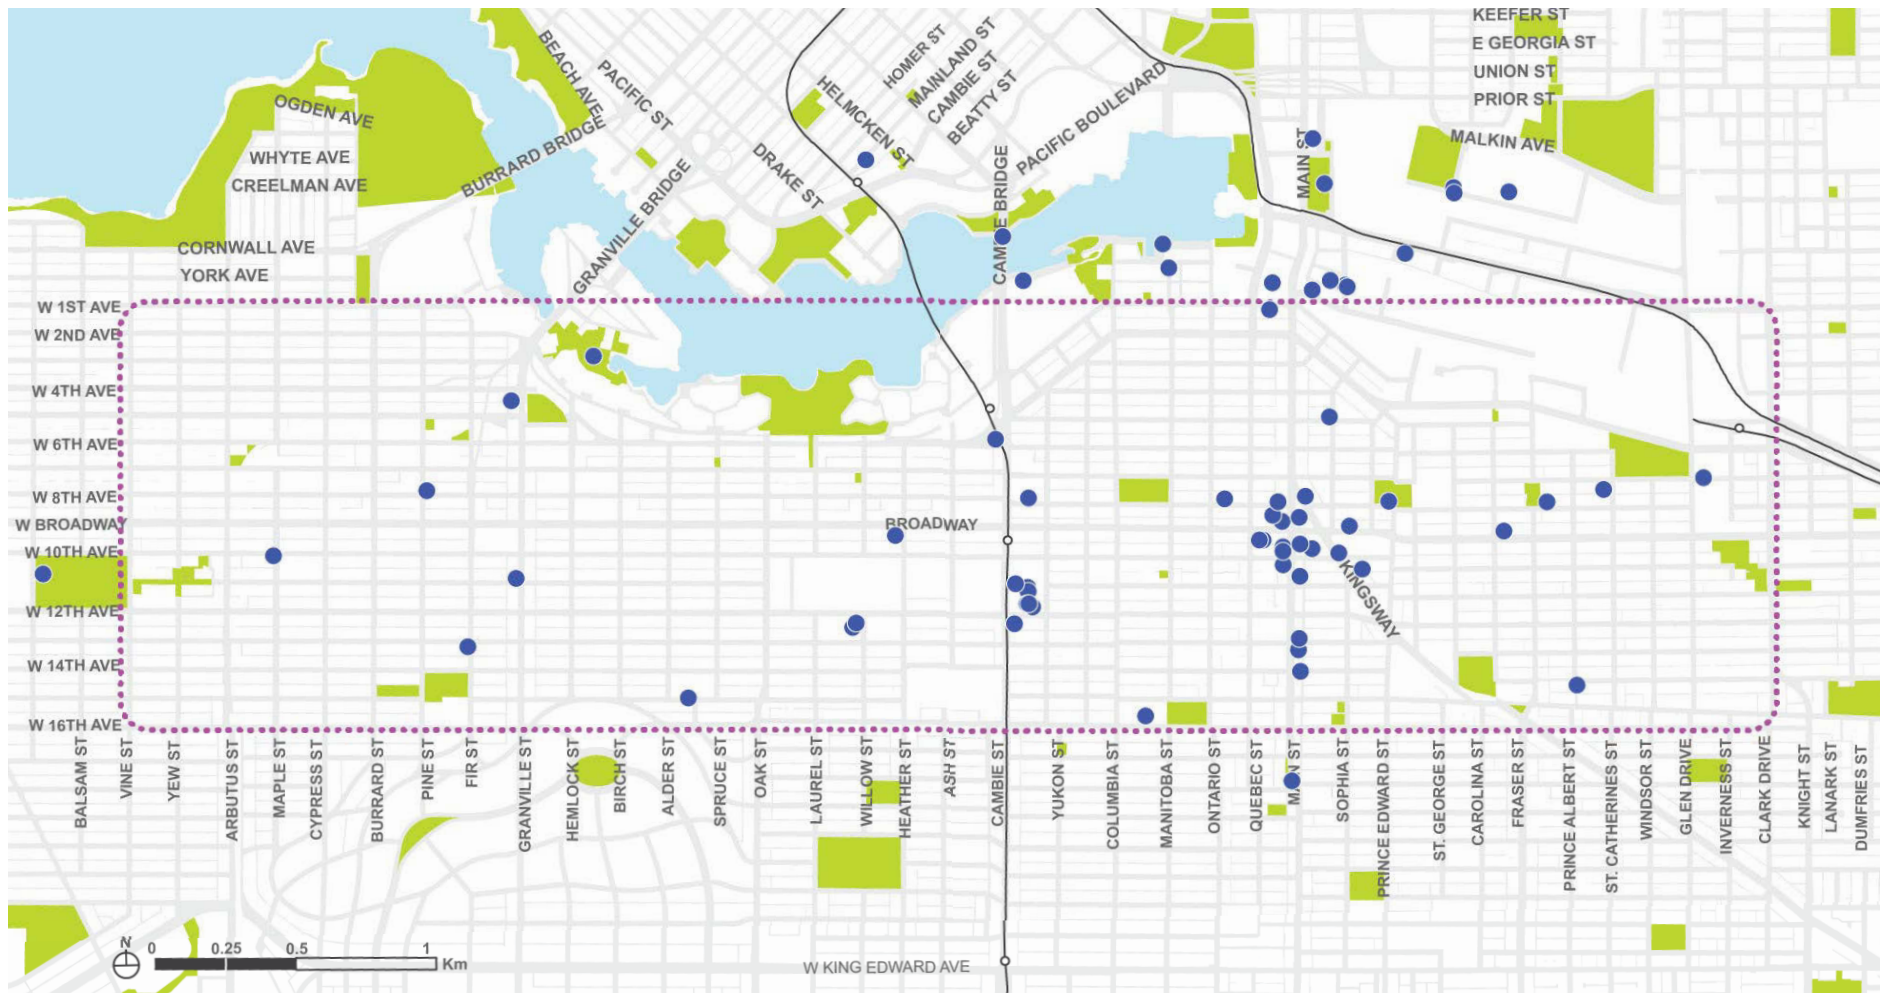 KEEFER ST
E GEORGIA ST
UNION ST
PRIOR ST
MALKIN AVE
MAIN ST
BEACH AVE
PACIFIC ST
HOMER ST
MAINLAND ST
CAMBIE ST
BEATTY ST
HELMCKEN ST
PACIFIC BOULEVARD
DRAKE ST
OGDEN AVE
BURRARD BRIDGE
WHYTE AVE
CREELMAN AVE
GRANVILLE BRIDGE
CAMBIE BRIDGE
CORNWALL AVE
YORK AVE
W 1ST AVE
W 2ND AVE
W 4TH AVE
W 6TH AVE
W 8TH AVE
W BROADWAY
BROADWAY
W 10TH AVE
KINGSWAY
W 12TH AVE
W 14TH AVE
W 16TH AVE
BALSAM ST
VINE ST
YEW ST
ARBUTUS ST
MAPLE ST
CYPRESS ST
BURRARD ST
PINE ST
FIR ST
GRANVILLE ST
HEMLOCK ST
BIRCH ST
ALDER ST
SPRUCE ST
OAK ST
LAUREL ST
WILLOW ST
HEATHER ST
ASH ST
CAMBIE ST
YUKON ST
COLUMBIA ST
MANITOBA ST
ONTARIO ST
QUEBEC ST
MAIN ST
SOPHIA ST
PRINCE EDWARD ST
ST. GEORGE ST
CAROLINA ST
FRASER ST
PRINCE ALBERT ST
ST. CATHERINES ST
WINDSOR ST
GLEN DRIVE
INVERNESS ST
CLARK DRIVE
KNIGHT ST
LANARK ST
DUMFRIES ST
N
0 0.25 0.5 1
Km
W KING EDWARD AVE